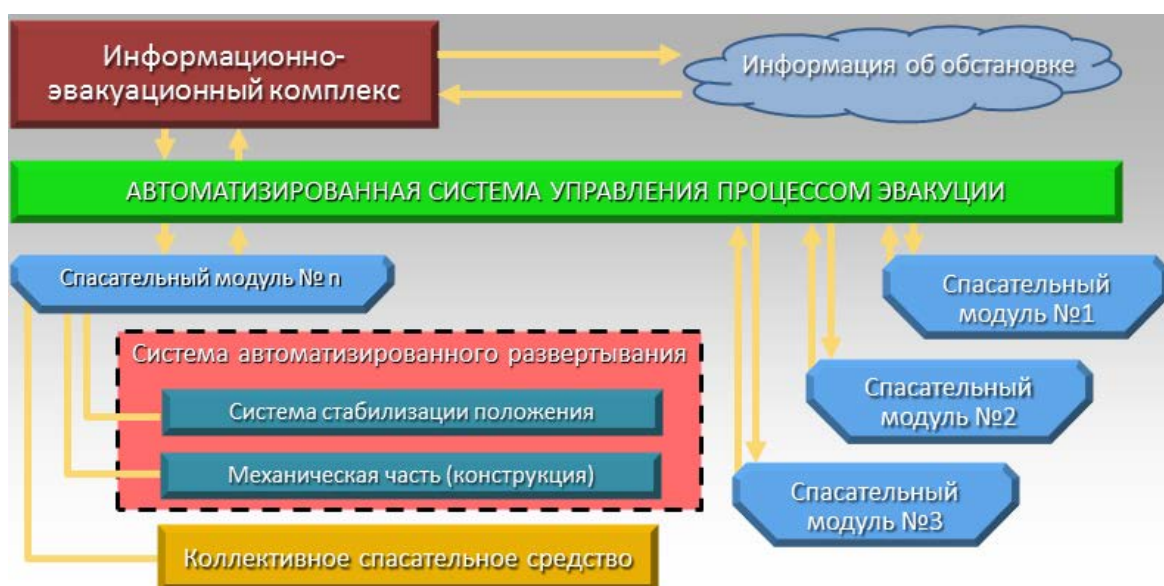 Информационно-
эвакуационный комплекс
Информация об обстановке
АВТОМАТИЗИРОВАННАЯ СИСТЕМА УПРАВЛЕНИЯ ПРОЦЕССОМ ЭВАКУЦИИ
Спасательный модуль № n
Спасательный
модуль №1
Система автоматизированного развертывания
Спасательный
модуль №2
Система стабилизации положения
Механическая часть (конструкция)
Спасательный
модуль №3
Коллективное спасательное средство